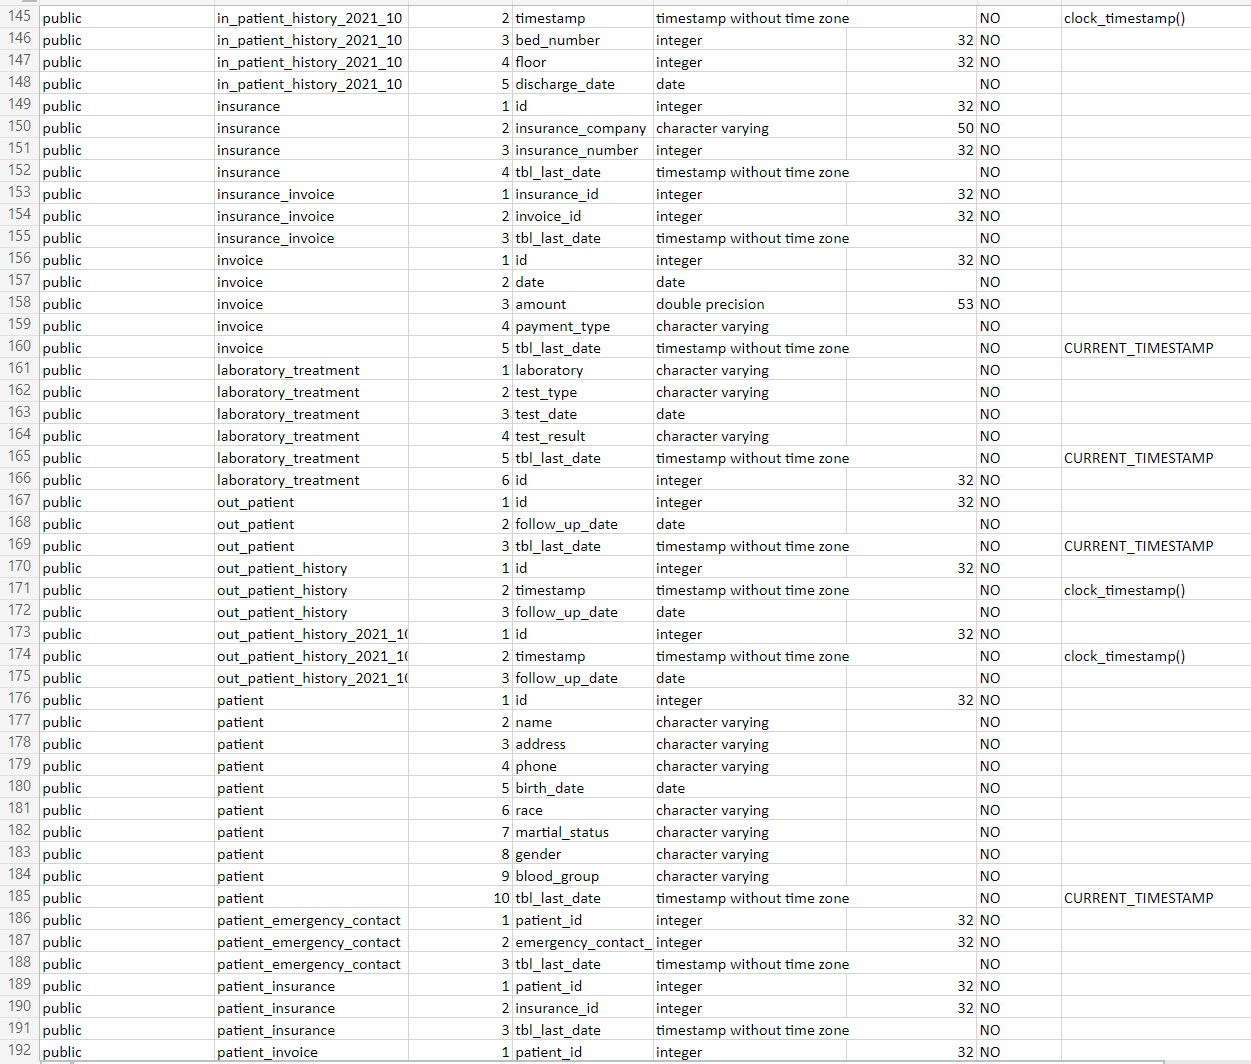 145 public in_patient_history_2021_10 2 timestamp timestamp without time zone NO clock_timestamp()
146 public in_patient_history_2021_10 3 bed_number integer 32 NO
147 public in_patient_history_2021_10 4 floor integer 32 NO
148 public in_patient_history_2021_10 5 discharge_date date NO
149 public insurance 1 id integer 32 NO
150 public insurance 2 insurance_company character varying 50 NO
151 public insurance 3 insurance_number integer 32 NO
152 public insurance 4 tbl_last_date timestamp without time zone NO
153 public insurance_invoice 1 insurance_id integer 32 NO
154 public insurance_invoice 2 invoice_id integer 32 NO
155 public insurance_invoice 3 tbl_last_date timestamp without time zone NO
156 public invoice 1 id integer 32 NO
157 public invoice 2 date date NO
158 public invoice 3 amount double precision 53 NO
159 public invoice 4 payment_type character varying NO
160 public invoice 5 tbl_last_date timestamp without time zone NO CURRENT_TIMESTAMP
161 public laboratory_treatment 1 laboratory character varying NO
162 public laboratory_treatment 2 test_type character varying NO
163 public laboratory_treatment 3 test_date date NO
164 public laboratory_treatment 4 test_result character varying NO
165 public laboratory_treatment 5 tbl_last_date timestamp without time zone NO CURRENT_TIMESTAMP
166 public laboratory_treatment 6 id integer 32 NO
167 public out_patient 1 id integer 32 NO
168 public out_patient 2 follow_up_date date NO
169 public out_patient 3 tbl_last_date timestamp without time zone NO CURRENT_TIMESTAMP
170 public out_patient_history 1 id integer 32 NO
171 public out_patient_history 2 timestamp timestamp without time zone NO clock_timestamp()
172 public out_patient_history 3 follow_up_date date NO
173 public out_patient_history_2021_10 1 id integer 32 NO
174 public out_patient_history_2021_10 2 timestamp timestamp without time zone NO clock_timestamp()
175 public out_patient_history_2021_10 3 follow_up_date date NO
176 public patient 1 id integer 32 NO
177 public patient 2 name character varying NO
178 public patient 3 address character varying NO
179 public patient 4 phone character varying NO
180 public patient 5 birth_date date NO
181 public patient 6 race character varying NO
182 public patient 7 martial_status character varying NO
183 public patient 8 gender character varying NO
184 public patient 9 blood_group character varying NO
185 public patient 10 tbl_last_date timestamp without time zone NO CURRENT_TIMESTAMP
186 public patient_emergency_contact 1 patient_id integer 32 NO
187 public patient_emergency_contact 2 emergency_contact_ integer 32 NO
188 public patient_emergency_contact 3 tbl_last_date timestamp without time zone NO
189 public patient_insurance 1 patient_id integer 32 NO
190 public patient_insurance 2 insurance_id integer 32 NO
191 public patient_insurance 3 tbl_last_date timestamp without time zone NO
192 public patient_invoice 1 patient_id integer 32 NO